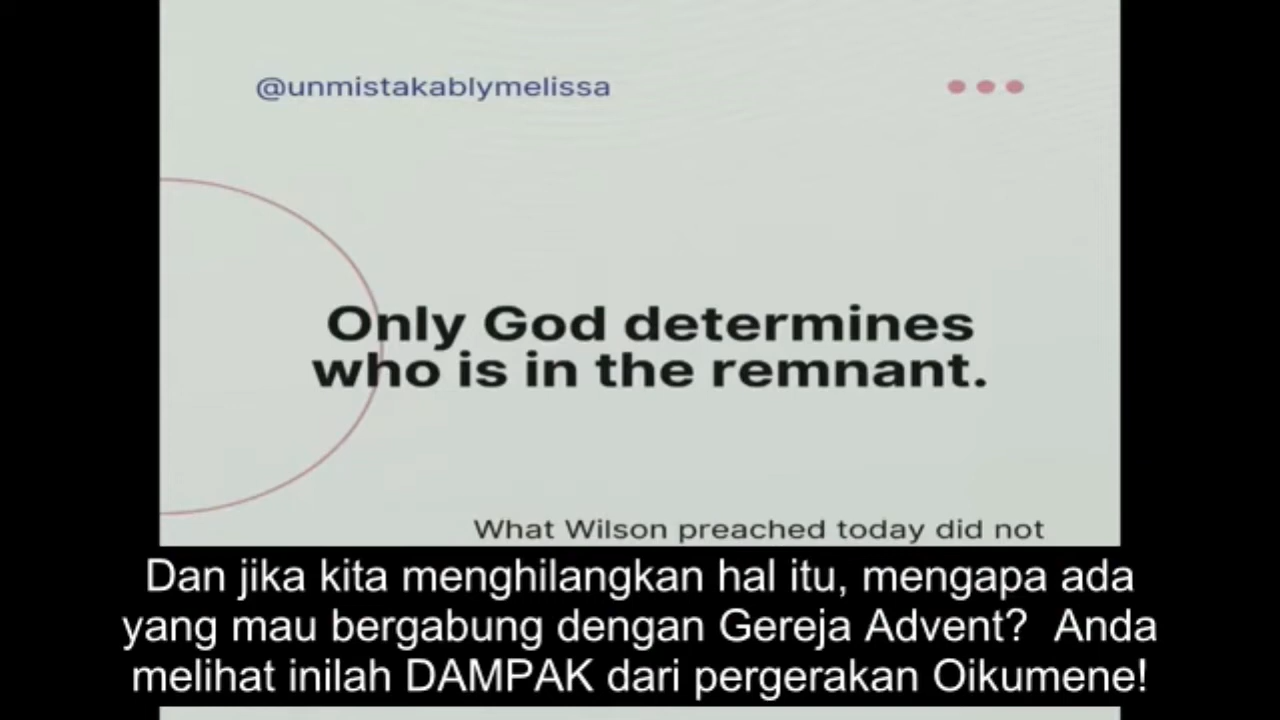 @unmistakablymelissa
Only God determines
who is in the remnant.
What Wilson preached today did not
Dan jika kita menghilangkan hal itu, mengapa ada
yang mau bergabung dengan Gereja Advent?  Anda
melihat inilah DAMPAK dari pergerakan Oikumene!